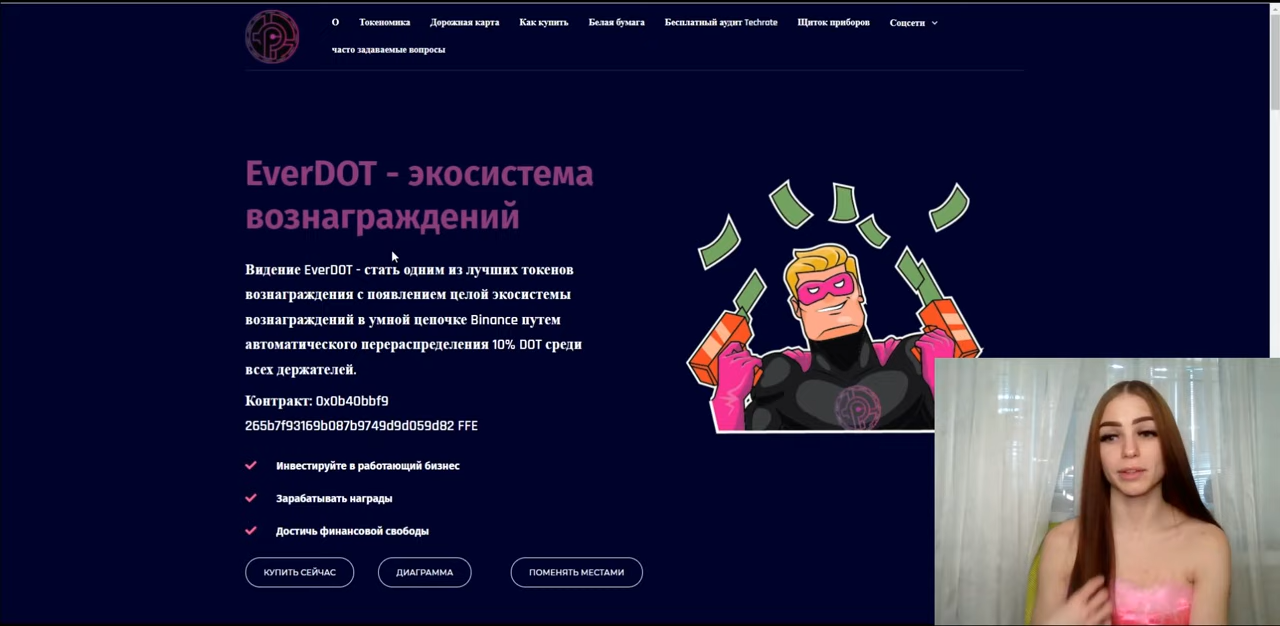 О Токеномика Дорожная карта Как купить Белая бумага Бесплатный аудит Techrate Щиток приборов Соцсети
часто задаваемые вопросы
EverDOT - экосистема
вознаграждений
Видение EverDOT - стать одним из лучших токенов
вознаграждения с появлением целой экосистемы
вознаграждений в умной цепочке Binance путем
автоматического перераспределения 10% DOT среди
всех держателей.
Контракт: 0x0b40bbf9
265b7f93169b087b9749d9d059d82 FFE
Инвестируйте в работающий бизнес
Зарабатывать награды
Достичь финансовой свободы
КУПИТЬ СЕЙЧАС ДИАГРАММА ПОМЕНЯТЬ МЕСТАМИ